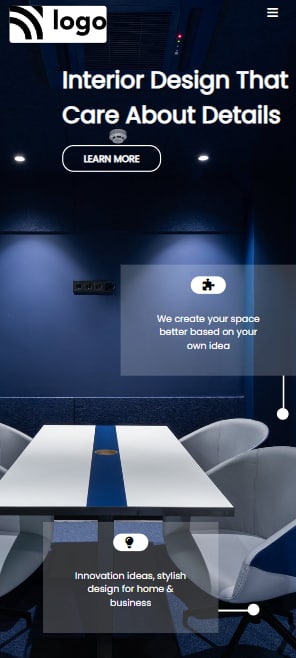 logo
Interior Design That
Care About Details
LEARN MORE
We create your space
better based on your
own idea
Innovation ideas, stylish
design for home &
business